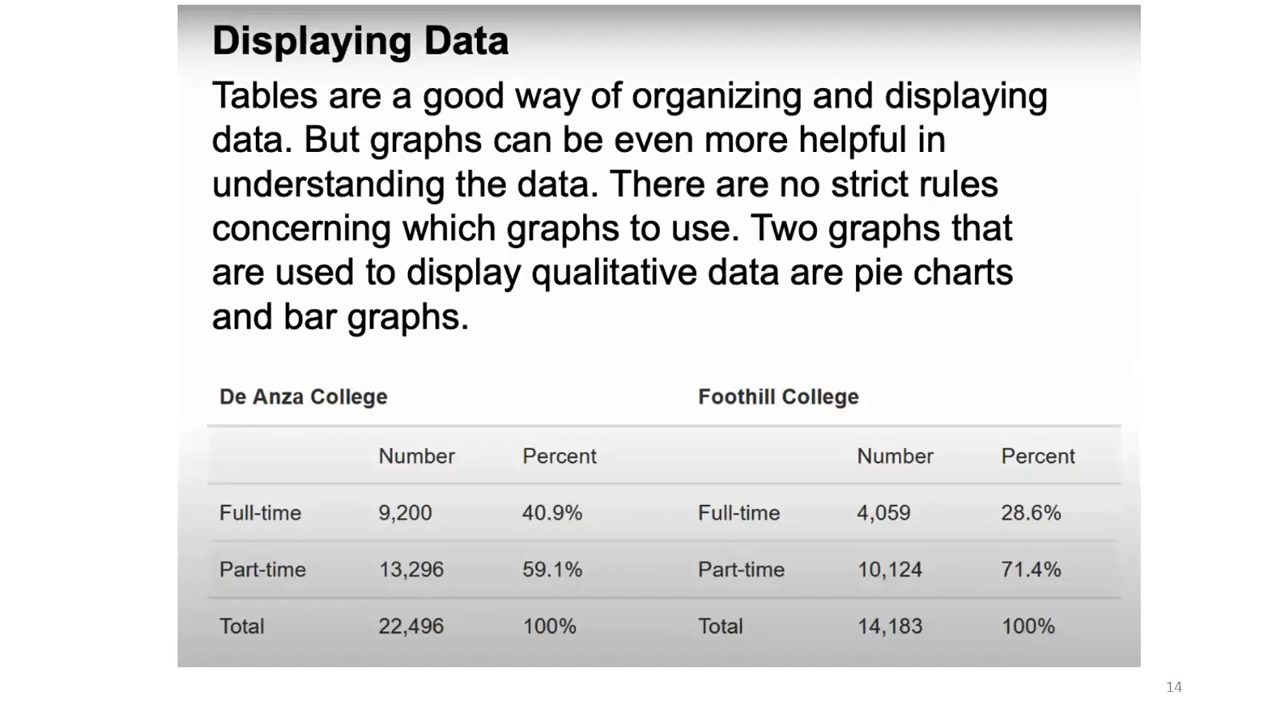 Displaying Data
Tables are a good way of organizing and displaying
data. But graphs can be even more helpful in
understanding the data. There are no strict rules
concerning which graphs to use. Two graphs that
are used to display qualitative data are pie charts
and bar graphs.
De Anza College Foothill College
Number Percent Number Percent
Full-time 9,200 40.9% Full-time 4,059 28.6%
Part-time 13,296 59.1% Part-time 10,124 71.4%
Total 22,496 100% Total 14,183 100%
14